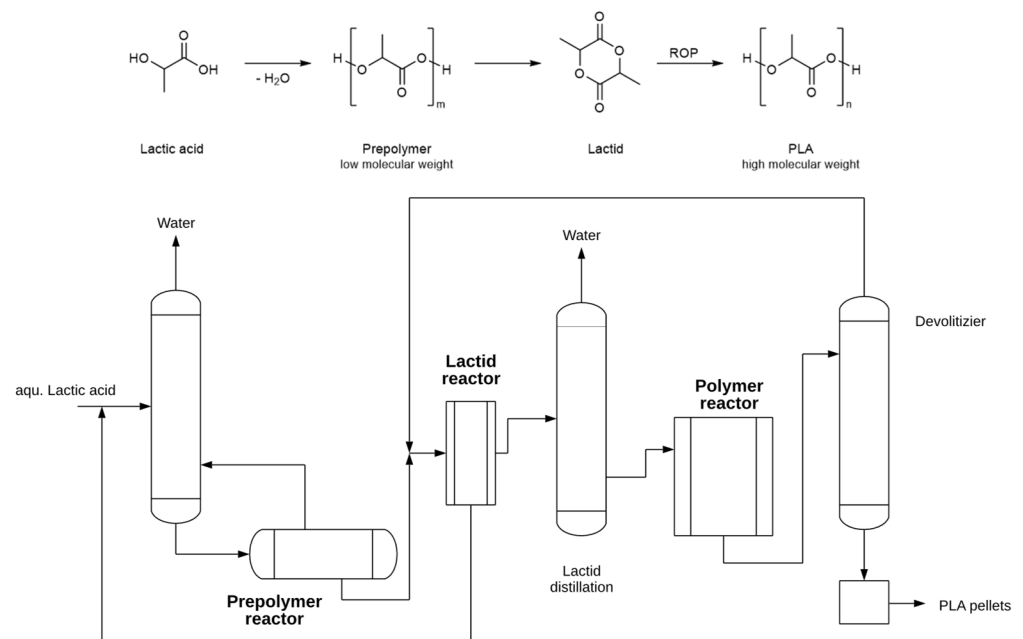 O
HO
OH
- H₂O
H
O
O
O
H
m
O
O
O
O
ROP
H
O
O
O
H
n
Lactic acid
Prepolymer
low molecular weight
Lactid
PLA
high molecular weight
Water
Water
Devolitizier
Lactid
reactor
aqu. Lactic acid
Polymer
reactor
Lactid
distillation
Prepolymer
reactor
PLA pellets